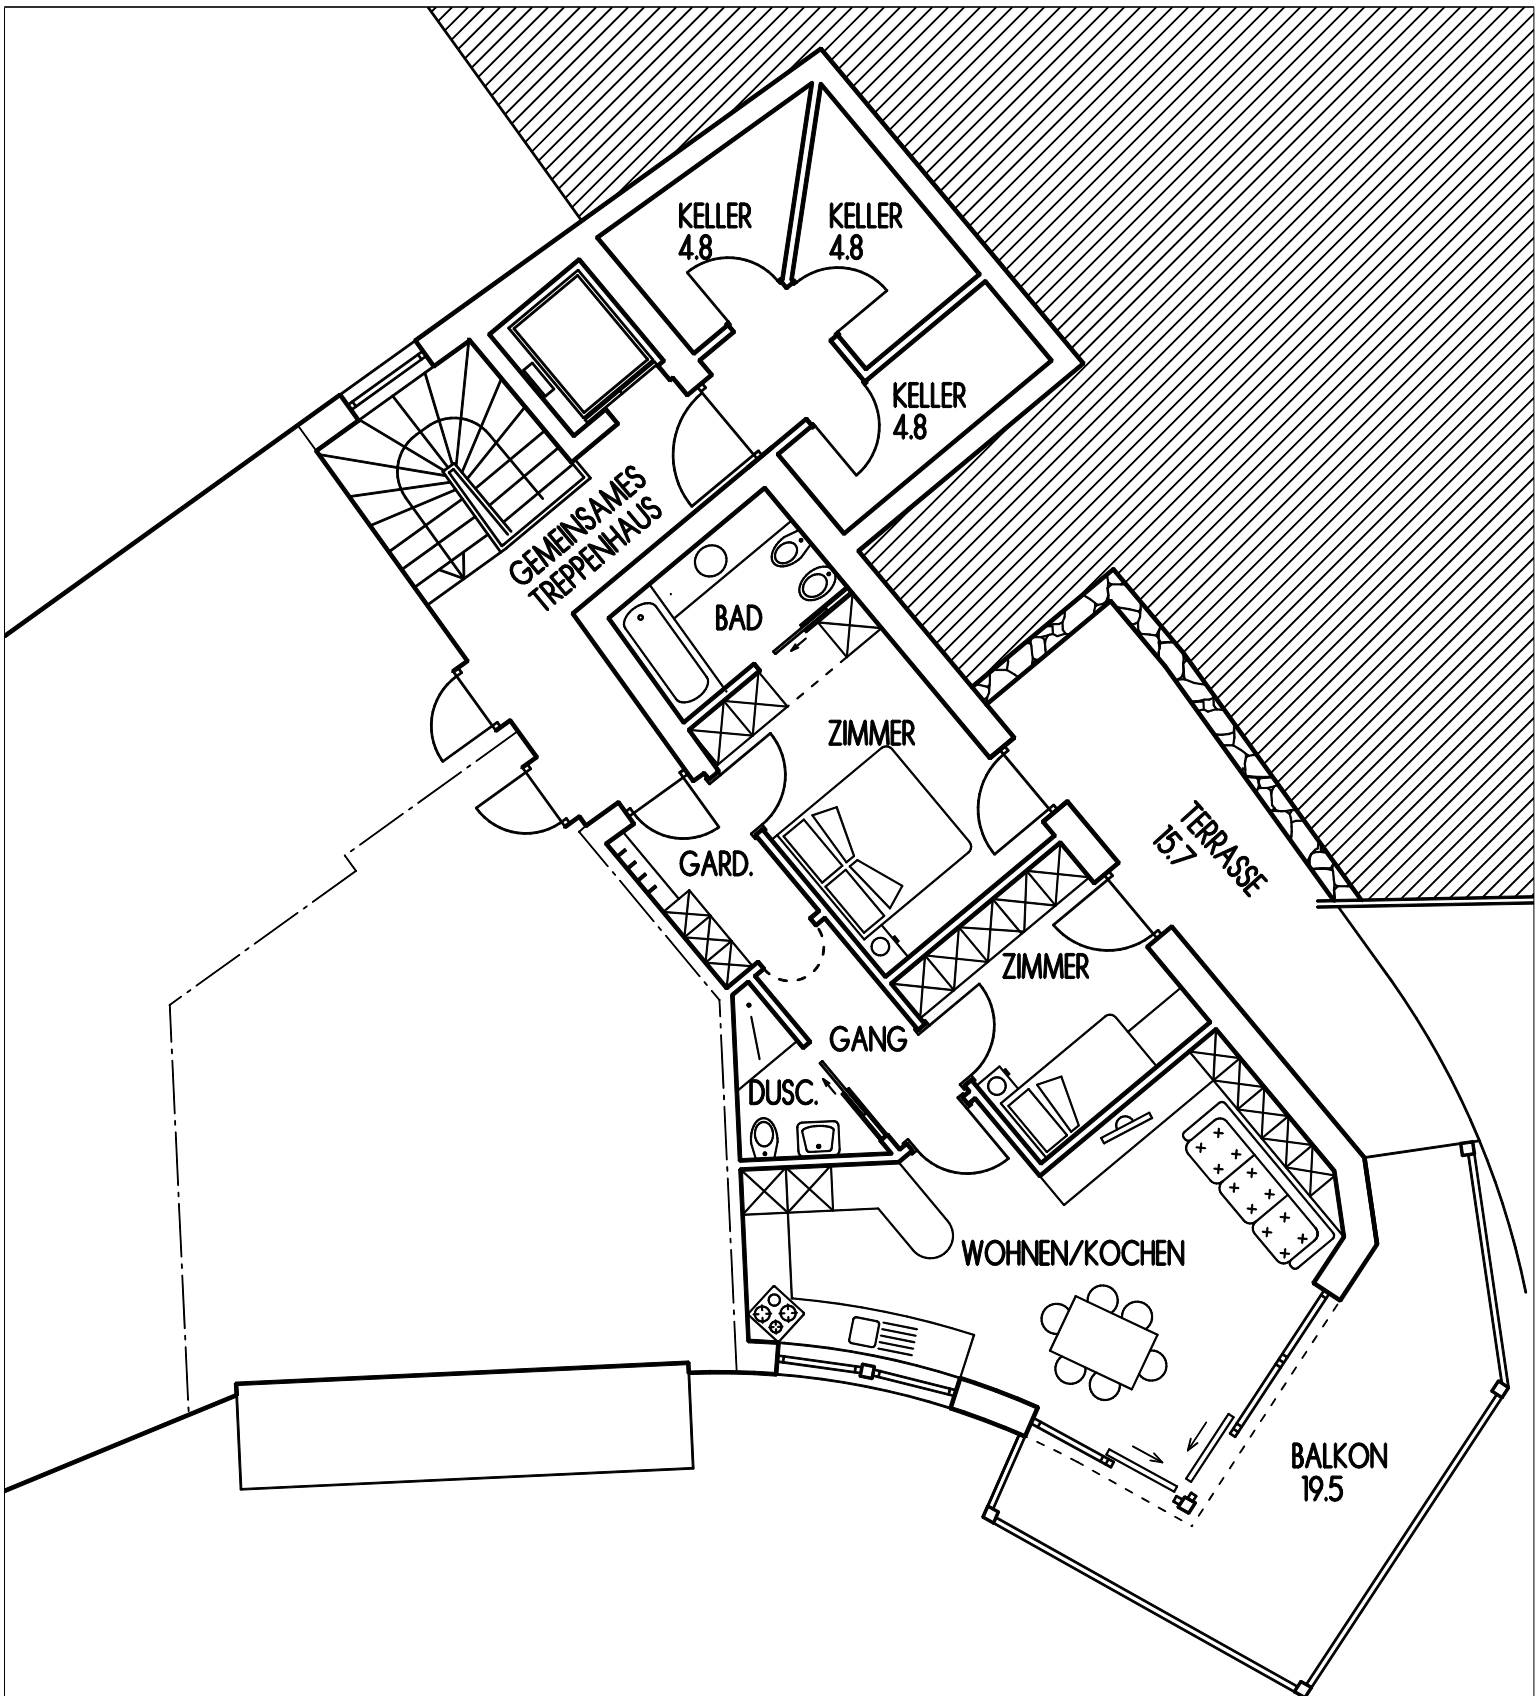 KELLER
4.8
KELLER
4.8
KELLER
4.8
GEMEINSAMES
TREPPENHAUS
BAD
ZIMMER
TERRASSE
15.7
GARD.
ZIMMER
GANG
DUSC.
WOHNEN/KOCHEN
BALKON
19.5